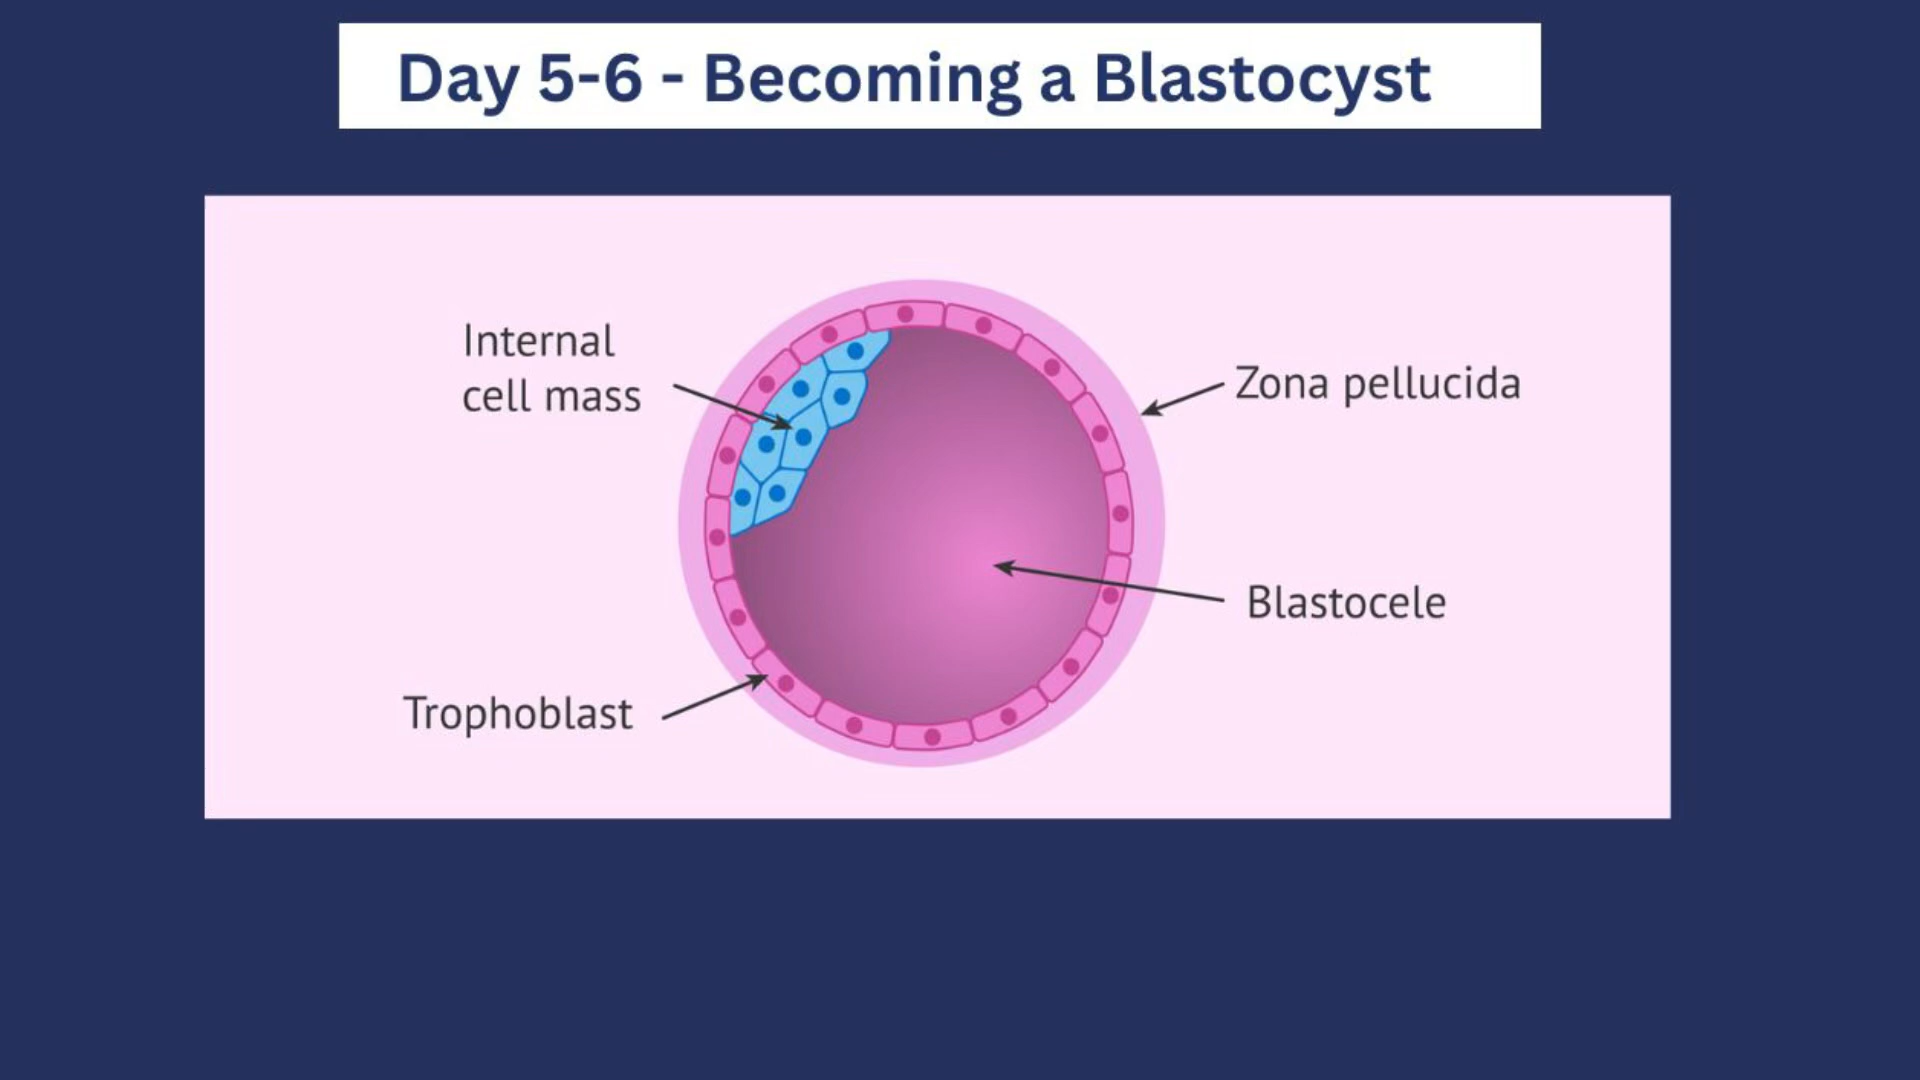 Day 5-6 - Becoming a Blastocyst
Internal
cell mass
Zona pellucida
Blastocele
Trophoblast